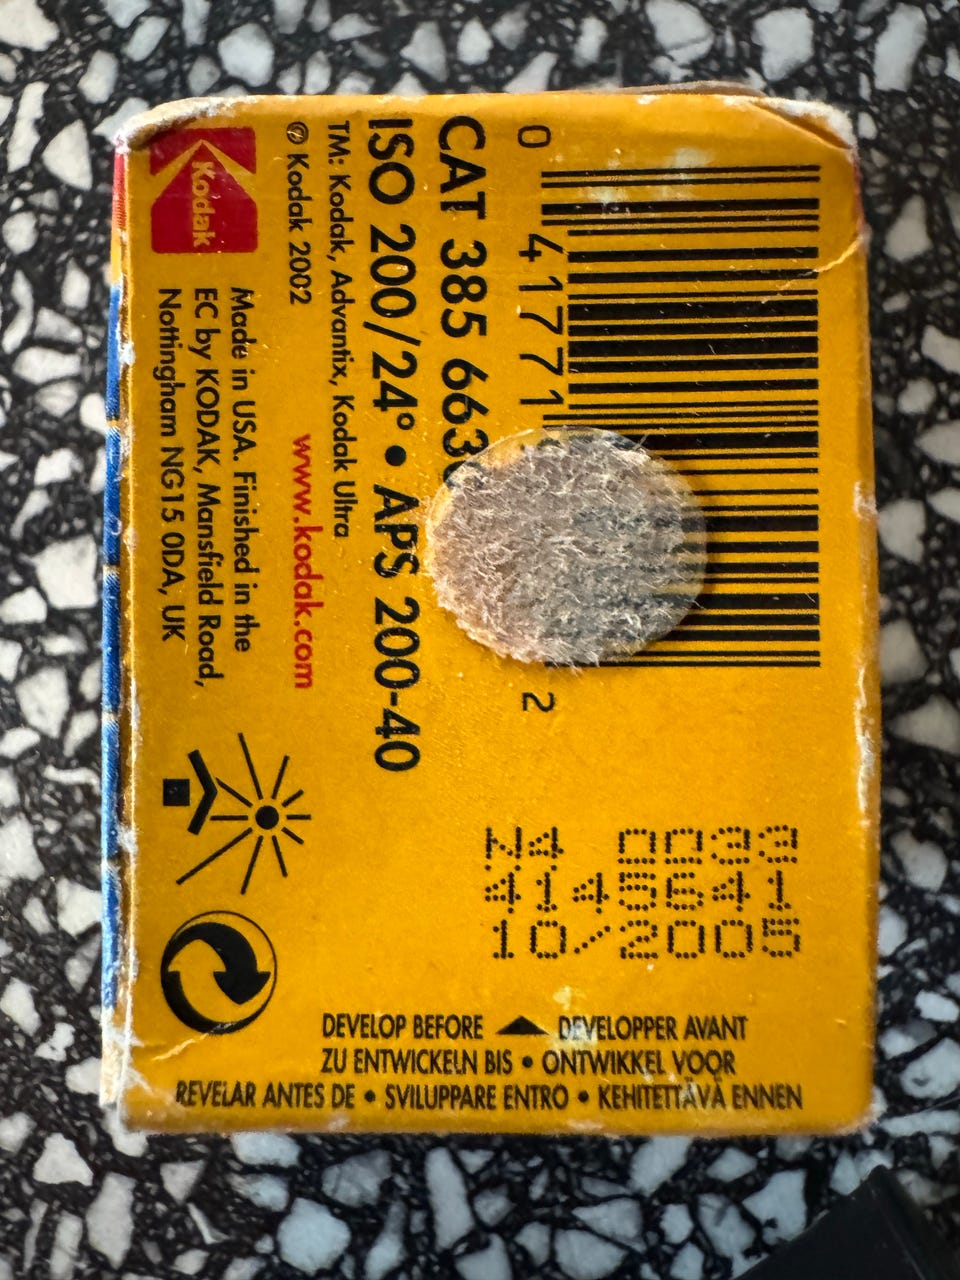 Kodak
Made in USA. Finished in the
EC by KODAK, Mansfield Road,
Nottingham NG15 0DA, UK
0 41771 2
CAT 385 663
ISO 200/24° • APS 200-40
TM: Kodak, Advantix, Kodak Ultra
℗ Kodak 2002
www.kodak.com
24 0033
4145641
10/2005
DEVELOP BEFORE ▲ DEVELOPPER AVANT
ZU ENTWICKELN BIS • ONTWIKKEL VOOR
REVELAR ANTES DE • SVILUPPARE ENTRO • KEHITETTÄVÄ ENNEN